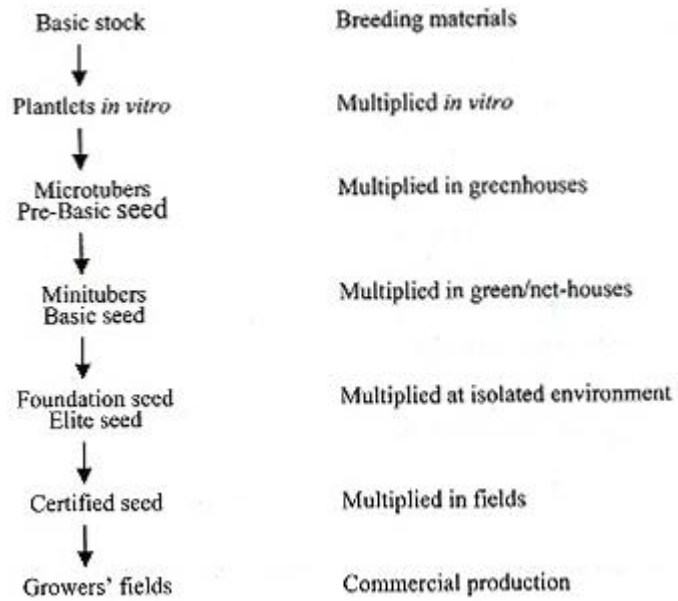 Basic stock Breeding materials
Plantlets in vitro Multiplied in vitro
Microtubers Multiplied in greenhouses
Pre-Basic seed
Minitubers Multiplied in green/net-houses
Basic seed
Foundation seed Multiplied at isolated environment
Elite seed
Certified seed Multiplied in fields
Growers' fields Commercial production